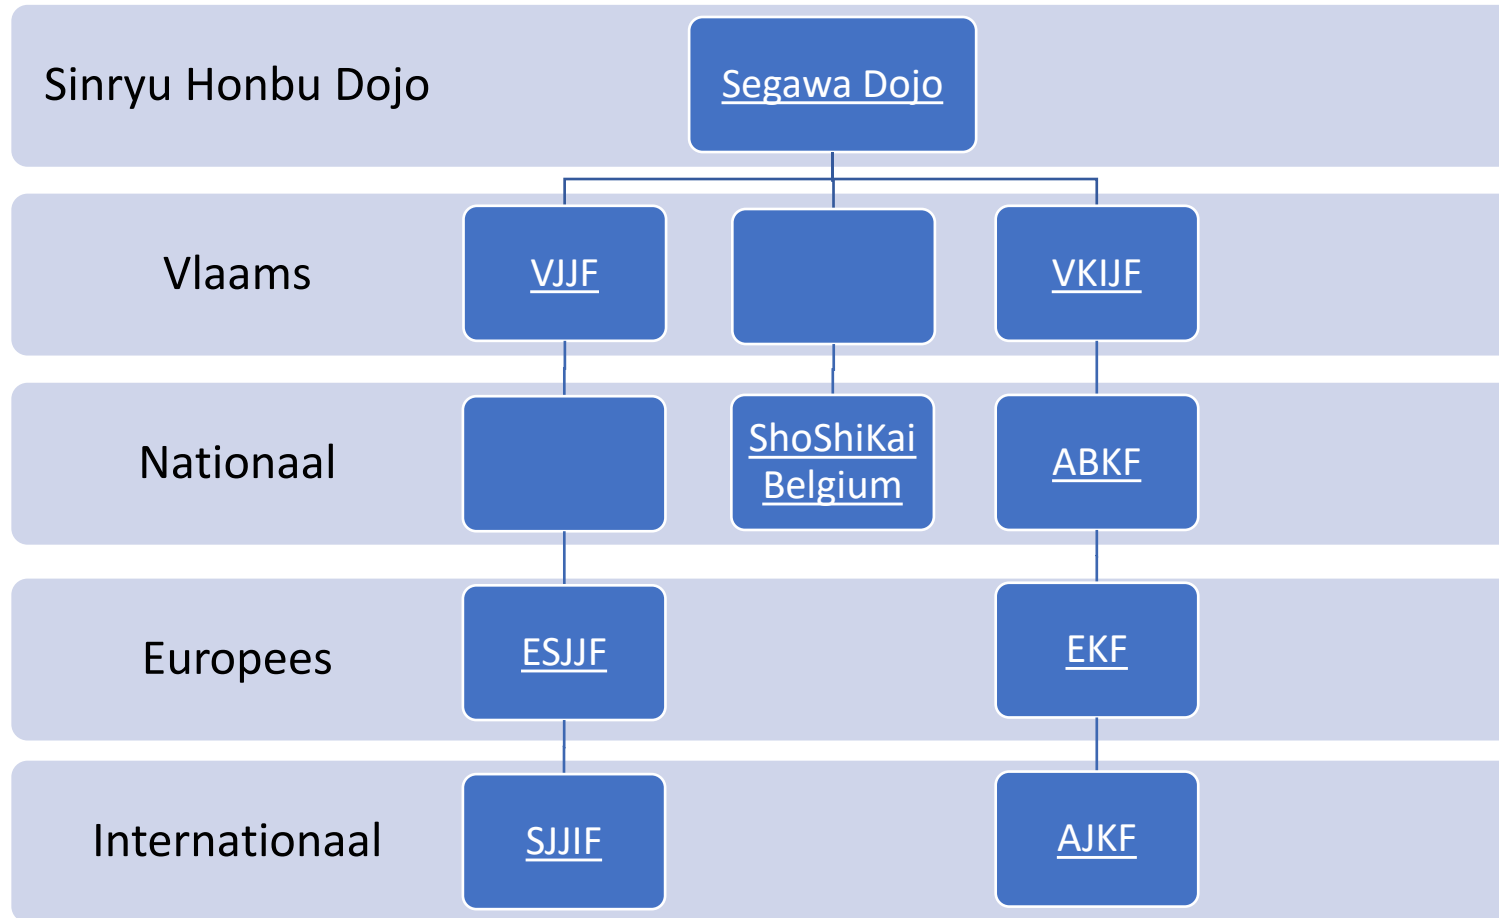 Sinryu Honbu Dojo
Segawa Dojo
Vlaams
VJJF
VKIJF
Nationaal
ShoShiKai
Belgium
ABKF
Europees
ESJJF
EKF
Internationaal
SJJIF
AJKF